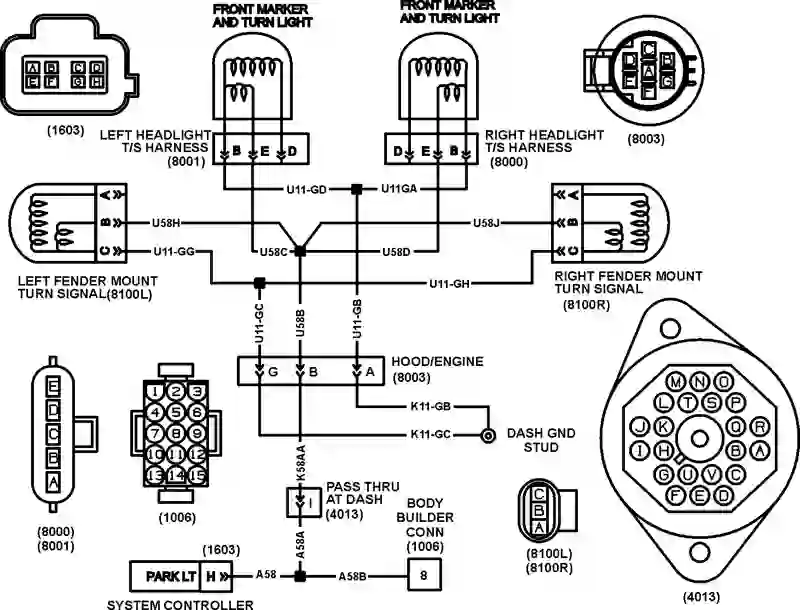 FRONT MARKER
AND TURN LIGHT
FRONT MARKER
AND TURN LIGHT
A B C D
E F G H
(1603)
LEFT HEADLIGHT
T/S HARNESS
(8001)
B E D
D E B
RIGHT HEADLIGHT
T/S HARNESS
(8000)
C
D B
A
E G
F
(8003)
U11-GD
U11GA
A
B
C
U58H
U11-GG
U58C
U58D
U58J
A
B
C
LEFT FENDER MOUNT
TURN SIGNAL(8100L)
U11-GH
RIGHT FENDER MOUNT
TURN SIGNAL
(8100R)
U11-GC
U58B
U11-GB
G B A
HOOD/ENGINE
(8003)
K11-GB
K11-GC
DASH GND
STUD
K58AA
E
D
C
B
A
(8000)
(8001)
1 2 3
4 5 6
7 8 9
10 11 12
13 14 15
(1006)
I
PASS THRU
AT DASH
(4013)
A58A
BODY
BUILDER
CONN
(1006)
8
C
B
A
(8100L)
(8100R)
M N O
L T S P
J K Q R
I H B A
G U V C
F E D
(4013)
(1603)
PARK LT H
A58
A58B
SYSTEM CONTROLLER